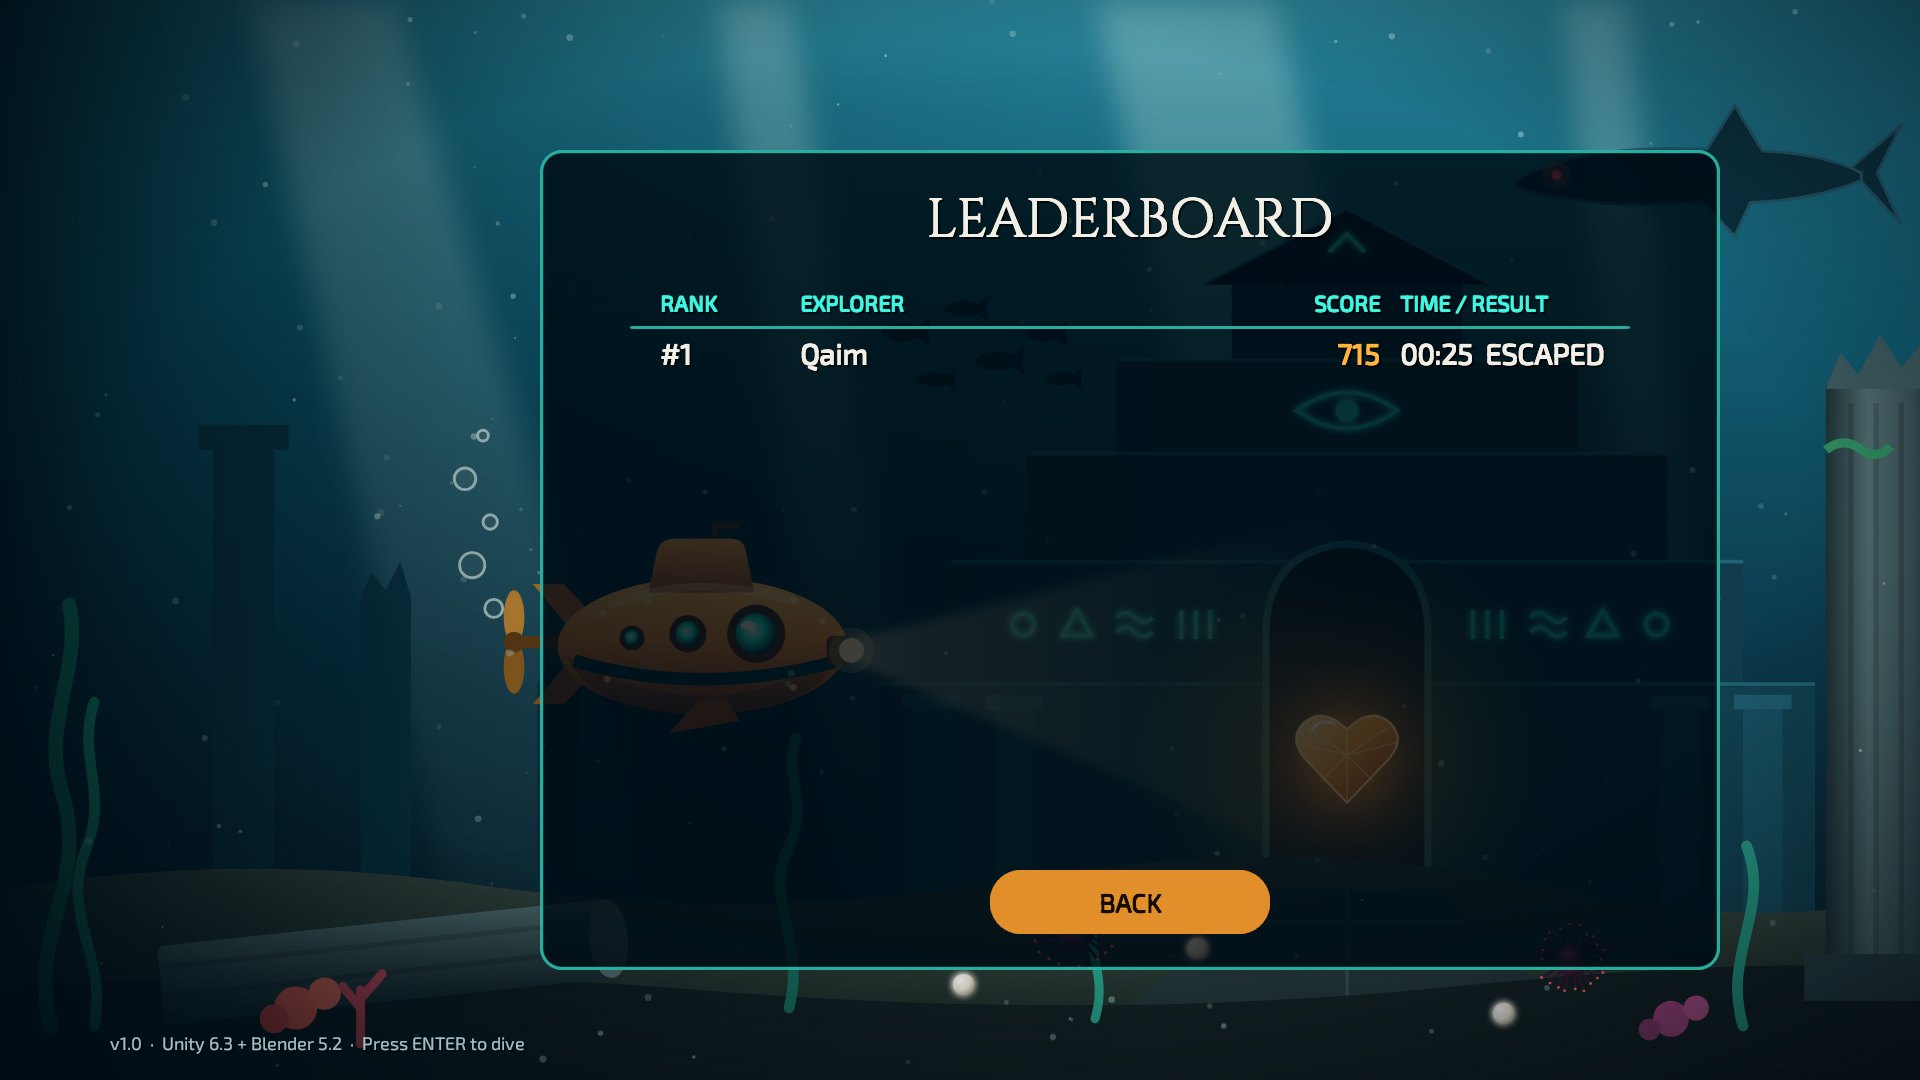 LEADERBOARD
RANK EXPLORER SCORE TIME / RESULT
#1 Qaim 715 00:25 ESCAPED
BACK
v1.0 · Unity 6.3 + Blender 5.2 · Press ENTER to dive